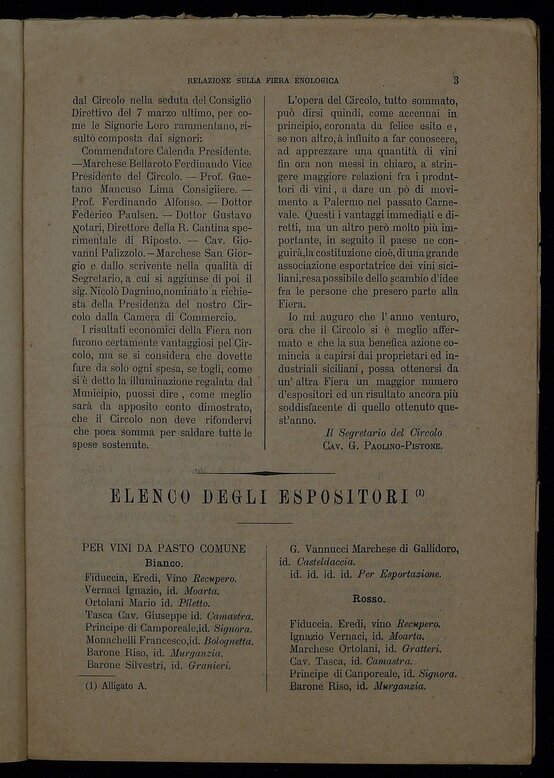 RELAZIONE SULLA FIERA ENOLOGICA 3
dal Circolo nella seduta del Consiglio
Direttivo del 7 marzo ultimo, per co-
me le Signorie Loro rammentano, ri-
sultò composta dai signori:
Commendatore Calenda Presidente.
—Marchese Bellaroto Ferdinando Vice
Presidente del Circolo. — Prof. Gae-
tano Mancuso Lima Consigliere. —
Prof. Ferdinando Alfonso. — Dottor
Federico Paulsen. — Dottor Gustavo
Notari, Direttore della R. Cantina spe-
rimentale di Riposto. — Cav. Gio-
vanni Palizzolo.—Marchese San Gior-
gio e dallo scrivente nella qualità di
Segretario, a cui si aggiunse di poi il
sig. Nicolò Dagnino, nominato a richie-
sta della Presidenza del nostro Cir-
colo dalla Camera di Commercio.
I risultati economici della Fiera non
furono certamente vantaggiosi pel Cir-
colo, ma se si considera che dovette
fare da solo ogni spesa, se togli, come
si è detto la illuminazione regalata dal
Municipio, puossi dire, come meglio
sarà da apposito conto dimostrato,
che il Circolo non deve rifondervi
che poca somma per saldare tutte le
spese sostenute.
L'opera del Circolo, tutto sommato,
può dirsi quindi, come accennai in
principio, coronata da felice esito e,
se non altro, à influito a far conoscere,
ad apprezzare una quantità di vini
fin ora non messi in chiaro, a strin-
gere maggiore relazioni fra i produt-
tori di vini, a dare un pò di movi-
mento a Palermo nel passato Carne-
vale. Questi i vantaggi immediati e di-
retti, ma un altro però molto più im-
portante, in seguito il paese ne con-
guirà, la costituzione cioè, di una grande
associazione esportatrice dei vini sici-
liani, resa possibile dello scambio d'idee
fra le persone che presero parte alla
Fiera.
Io mi auguro che l'anno venturo,
ora che il Circolo si è meglio affer-
mato e che la sua benefica azione co-
mincia a capirsi dai proprietari ed in-
dustriali siciliani, possa ottenersi da
un'altra Fiera un maggior numero
d'espositori ed un risultato ancora più
soddisfacente di quello ottenuto que-
st'anno.
Il Segretario del Circolo
CAV. G. PAOLINO-PISTONE.
ELENCO DEGLI ESPOSITORI (1)
PER VINI DA PASTO COMUNE
Bianco.
Fiduccia, Eredi, Vino Recupero.
Vernaci Ignazio, id. Moarta.
Ortolani Mario id. Piletto.
Tasca Cav. Giuseppe id. Camastra.
Principe di Camporeale, id. Signora.
Monachelli Francesco, id. Bolognetta.
Barone Riso, id. Murganzia.
Barone Silvestri, id. Granieri.
(1) Alligato A.
G. Vannucci Marchese di Gallidoro,
id. Casteldaccia.
id. id. id. id. Per Esportazione.
Rosso.
Fiduccia. Eredi, vino Recupero.
Ignazio Vernaci, id. Moarta.
Marchese Ortolani, id. Gratteri.
Cav. Tasca, id. Camastra.
Principe di Canporeale, id. Signora.
Barone Riso, id. Murganzia.